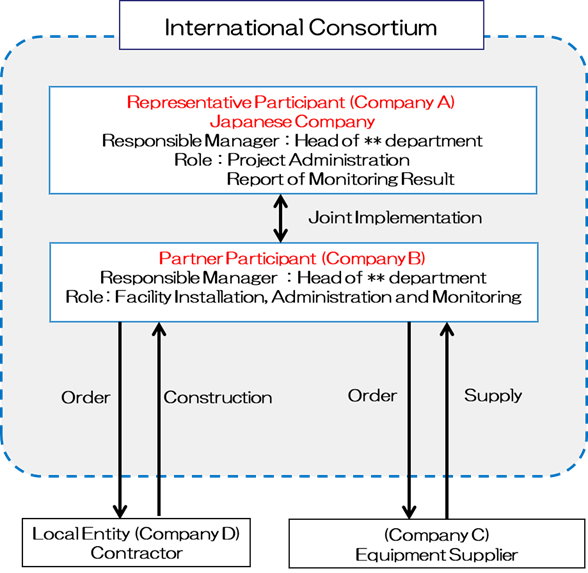 International Consortium
Representative Participant (Company A)
Japanese Company
Responsible Manager：Head of ** department
Role：Project Administration
Report of Monitoring Result
Joint Implementation
Partner Participant (Company B)
Responsible Manager ：Head of ** department
Role：Facility Installation, Administration and Monitoring
Order
Construction
Order
Supply
Local Entity (Company D)
Contractor
(Company C)
Equipment Supplier